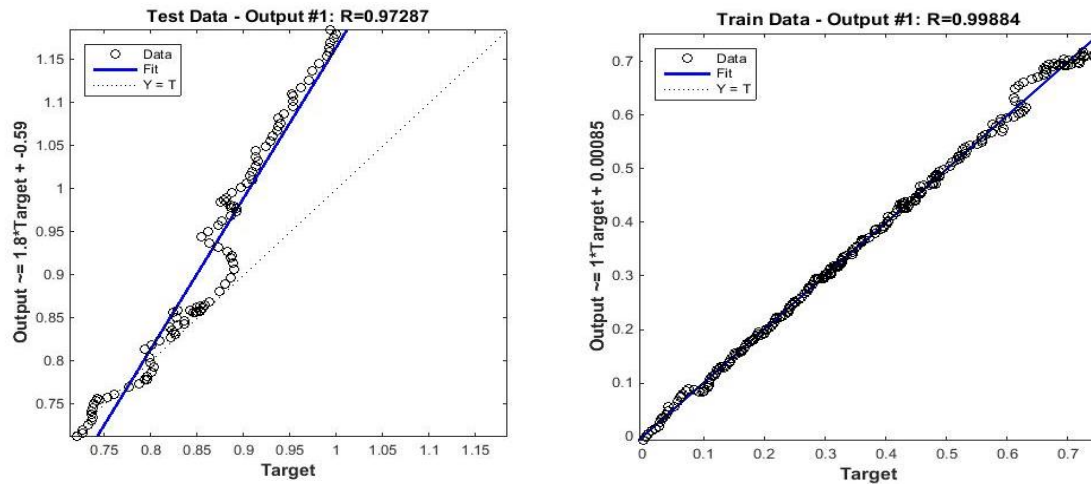 Test Data - Output #1: R=0.97287
Data
Fit
Y = T
Output ~= 1.8*Target + -0.59
1.15
1.1
1.05
1
0.95
0.9
0.85
0.8
0.75
0.75
0.8
0.85
0.9
0.95
1
1.05
1.1
1.15
Target
Train Data - Output #1: R=0.99884
Data
Fit
Y = T
Output ~= 1*Target + 0.00085
0.7
0.6
0.5
0.4
0.3
0.2
0.1
0
0
0.1
0.2
0.3
0.4
0.5
0.6
0.7
Target